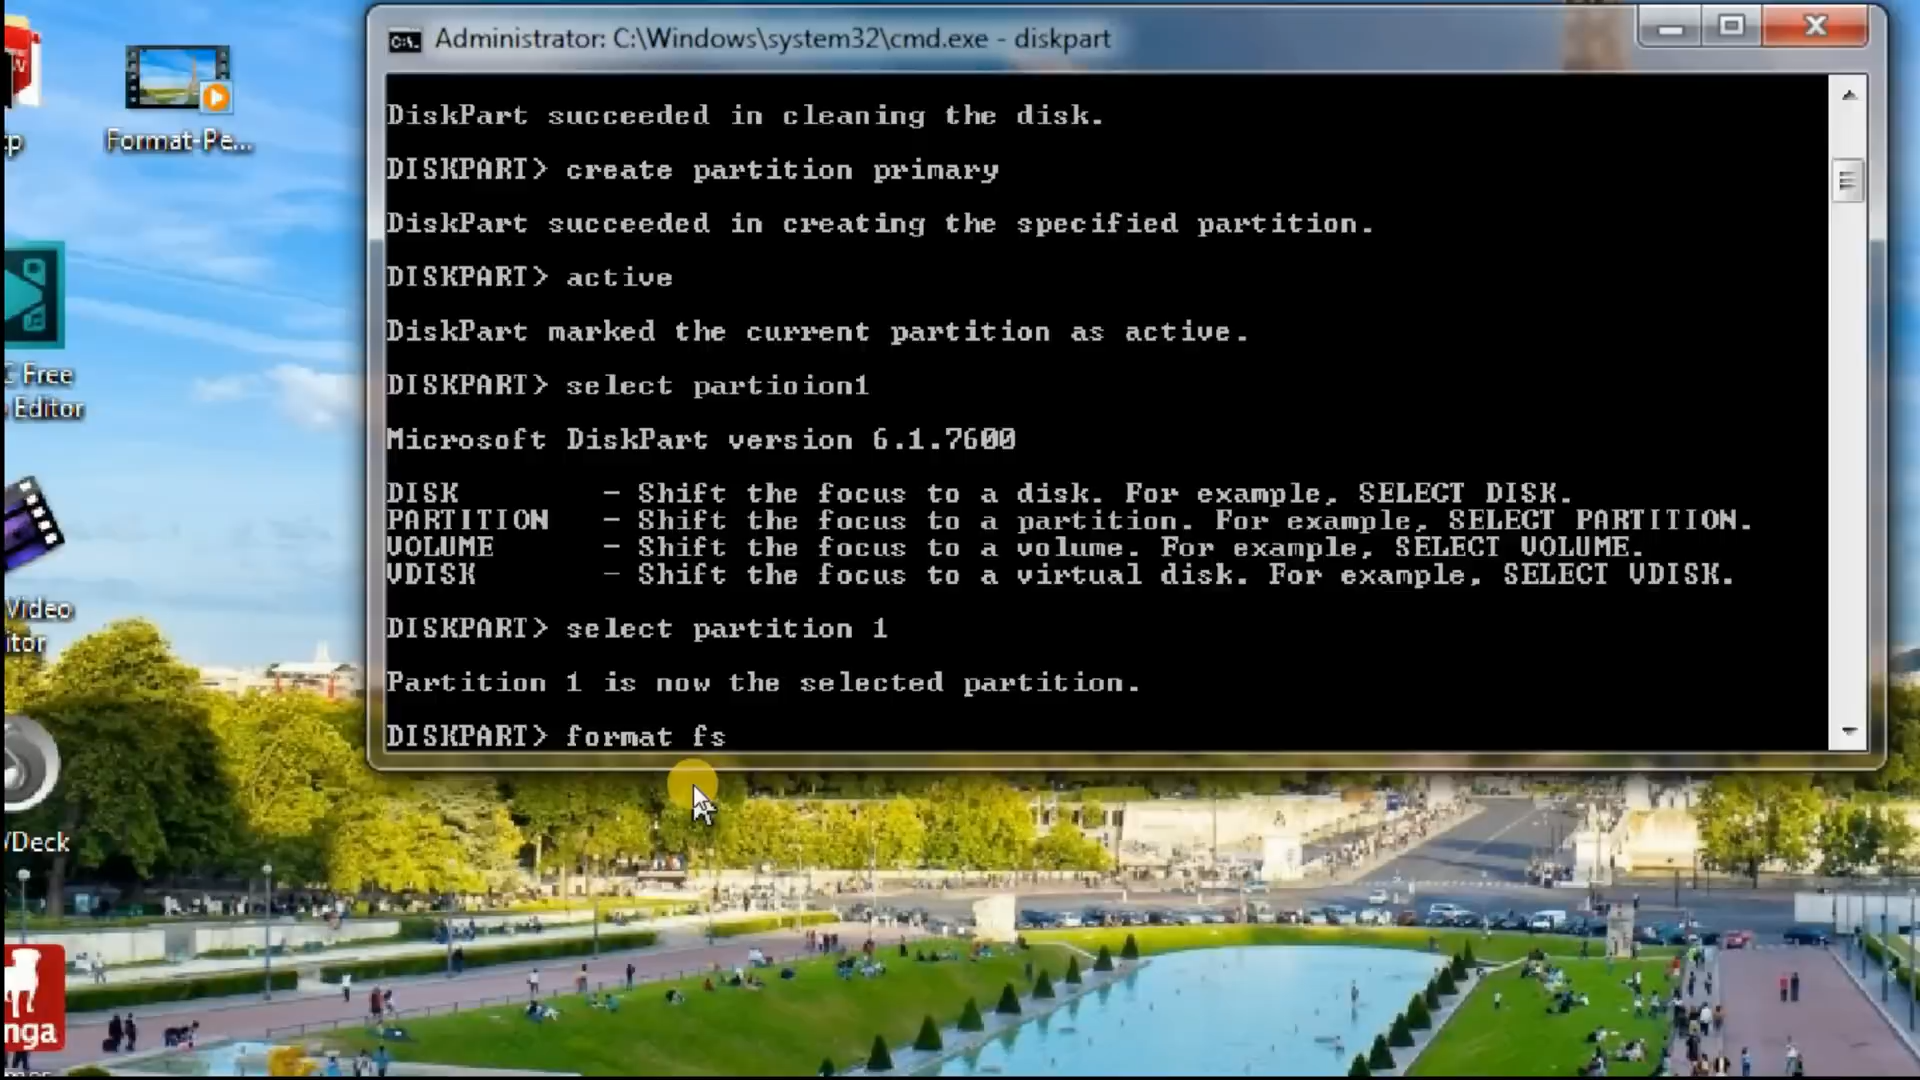 Administrator: C:\Windows\system32\cmd.exe - diskpart
DiskPart succeeded in cleaning the disk.
DISKPART> create partition primary
DiskPart succeeded in creating the specified partition.
DISKPART> active
DiskPart marked the current partition as active.
DISKPART> select partioion1
Microsoft DiskPart version 6.1.7600
DISK - Shift the focus to a disk. For example, SELECT DISK.
PARTITION - Shift the focus to a partition. For example, SELECT PARTITION.
VOLUME - Shift the focus to a volume. For example, SELECT VOLUME.
VDISK - Shift the focus to a virtual disk. For example, SELECT VDISK.
DISKPART> select partition 1
Partition 1 is now the selected partition.
DISKPART> format fs
Format-Pe...
C Free
Editor
Video
itor
/Deck
nga